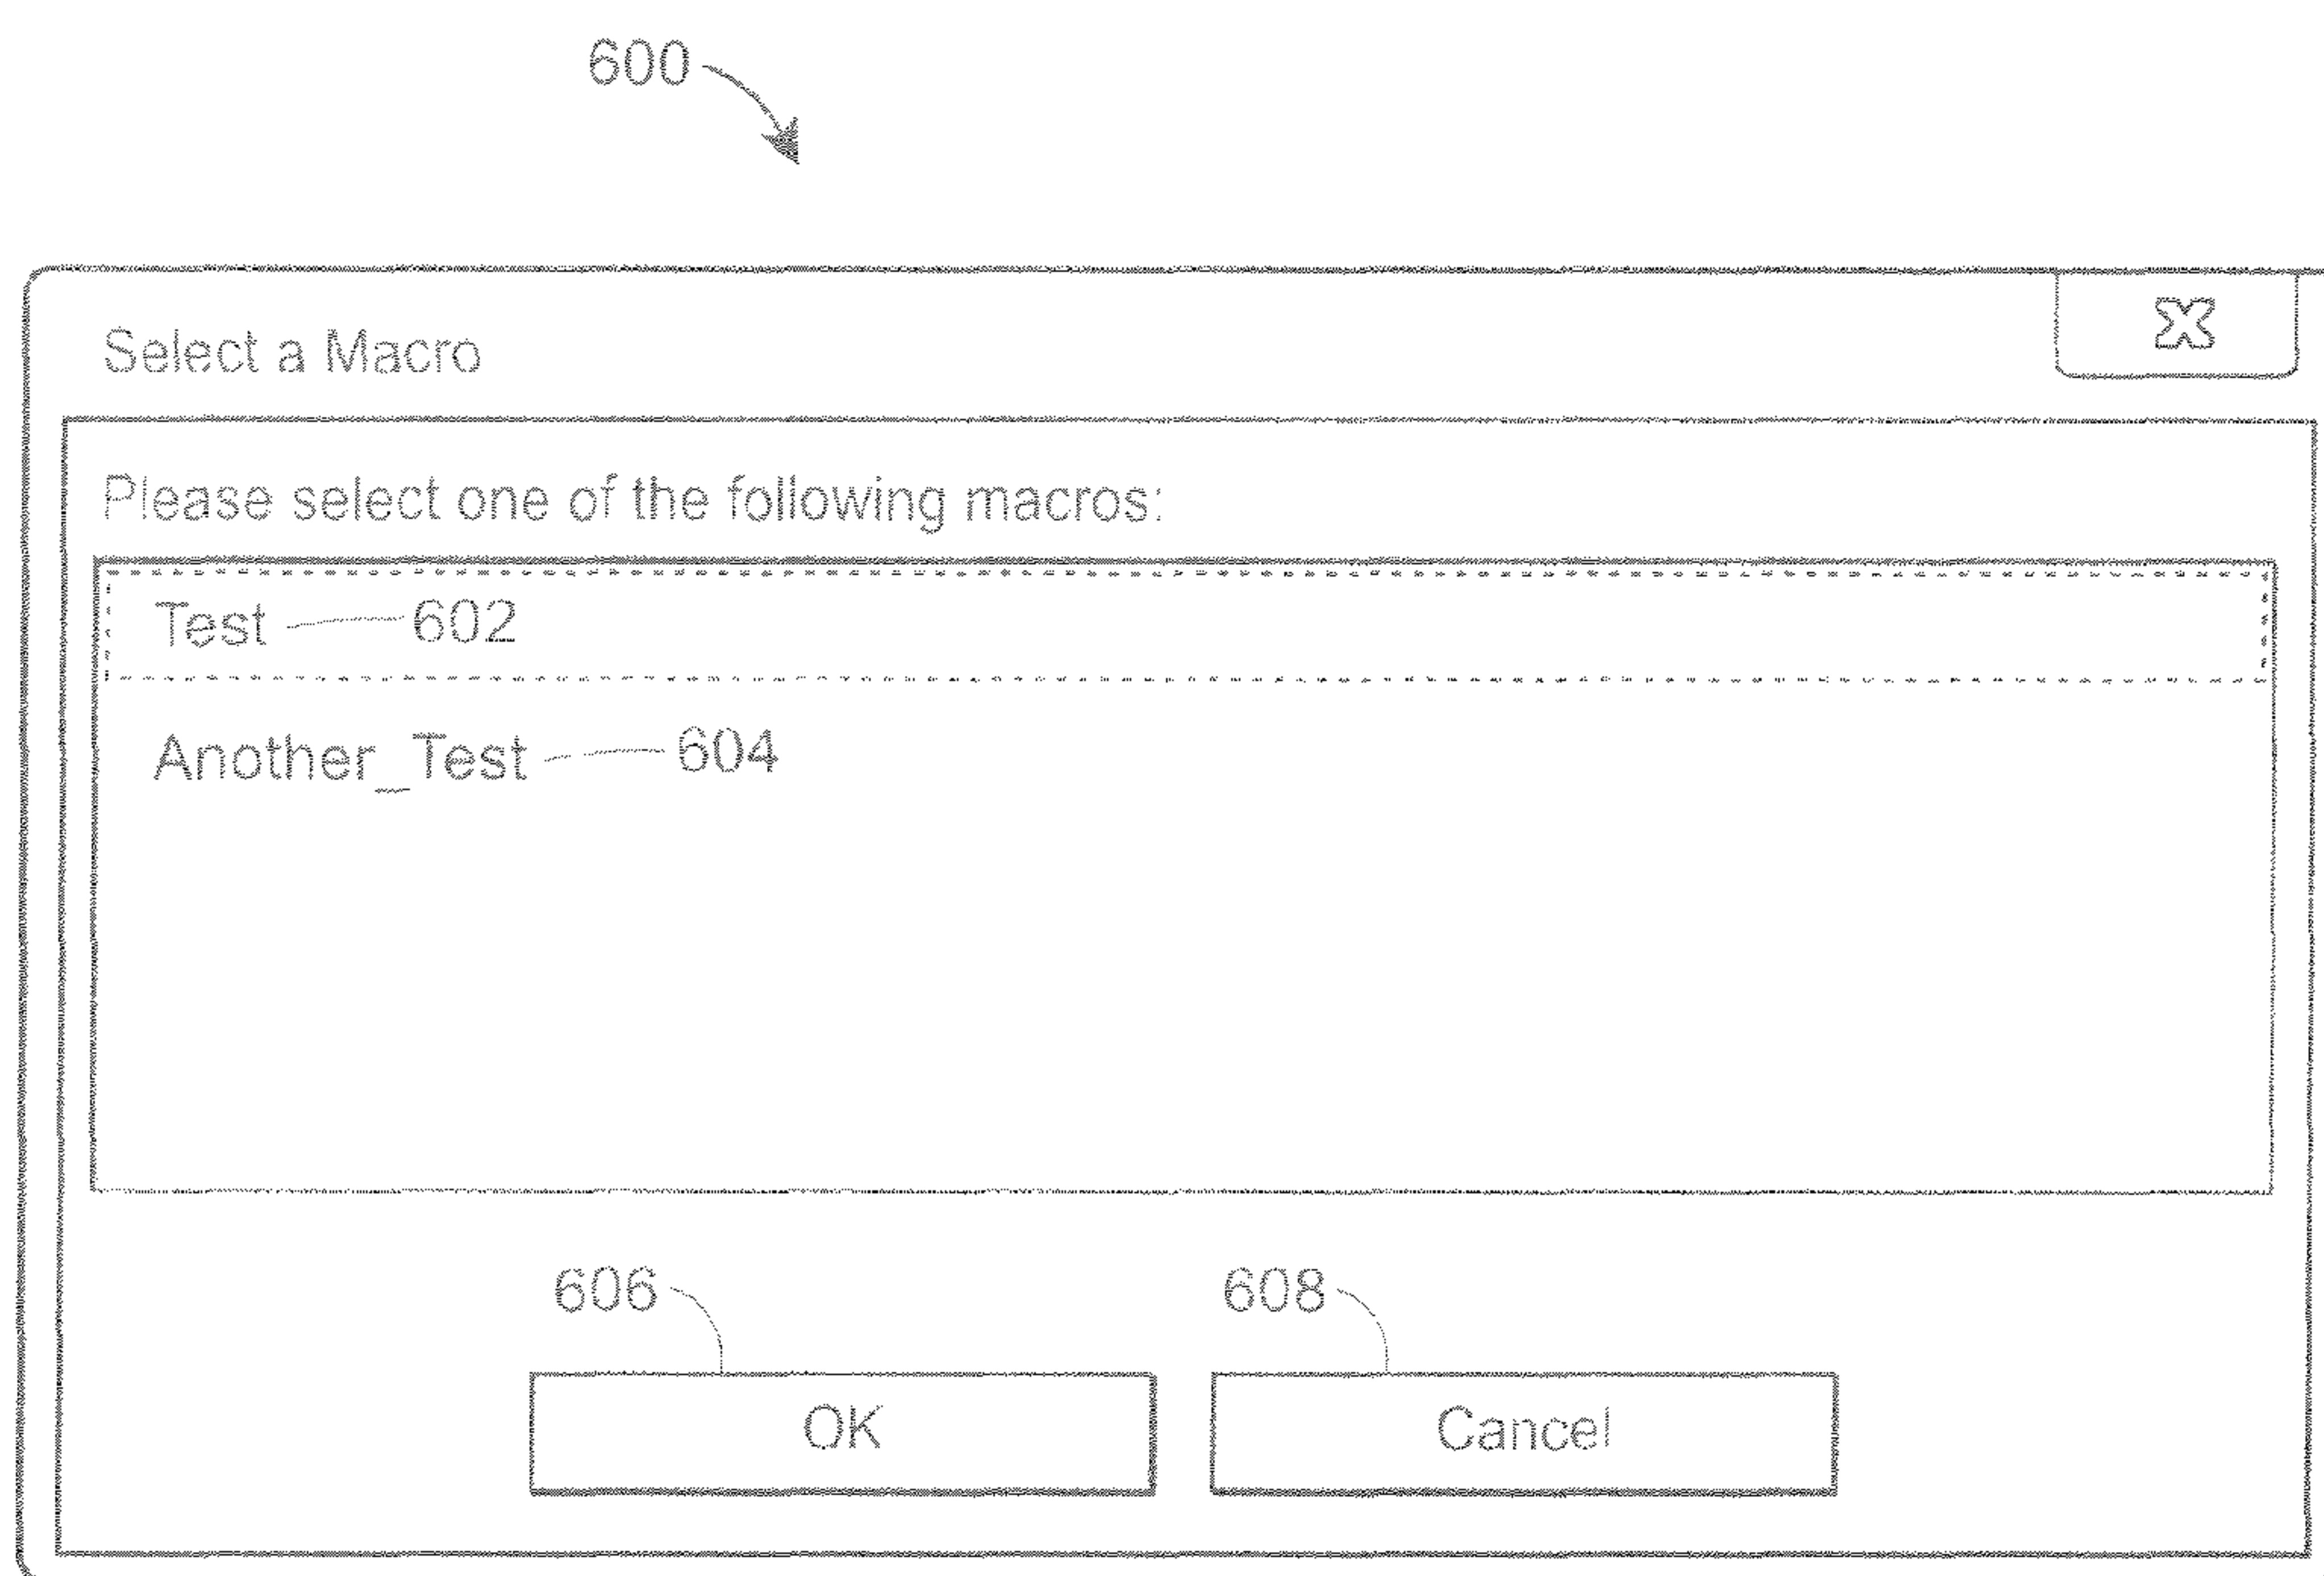 600
Select a Macro
X
Please select one of the following macros:
Test 602
Another_Test 604
606 608
OK Cancel